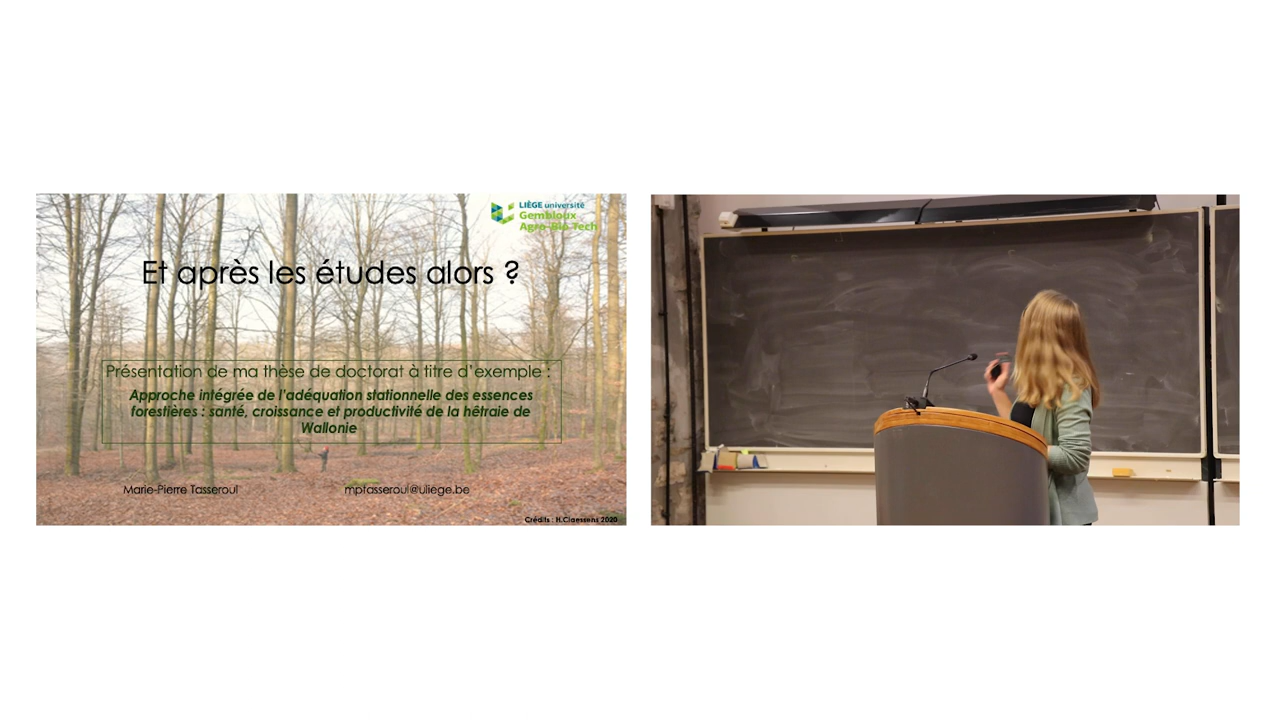 LIÈGE université
Gembloux
Agro-Bio Tech
Et après les études alors ?
Présentation de ma thèse de doctorat à titre d'exemple :
Approche intégrée de l'adéquation stationnelle des essences
forestières : santé, croissance et productivité de la hêtraie de
Wallonie
Marie-Pierre Tasseroul
mptasseroul@uliege.be
Crédits : H.Claessens 2020